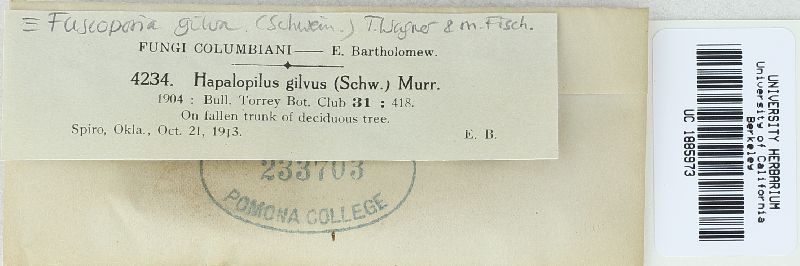 ≡ Fuscoporia gilva (Schwein.) T. Wagner & M. Fisch.
FUNGI COLUMBIANI — E. Bartholomew.
4234. Hapalopilus gilvus (Schw.) Murr.
1904 : Bull. Torrey Bot. Club 31 : 418.
On fallen trunk of deciduous tree.
Spiro, Okla., Oct. 21, 1913. E. B.
233703
POMONA COLLEGE
UNIVERSITY HERBARIUM
University of California
Berkeley
UC 1885973